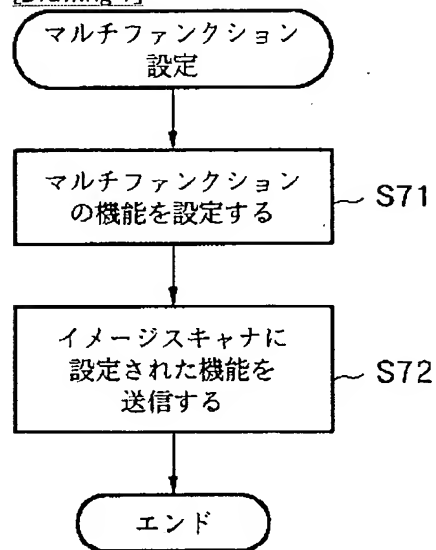 マルチファンクション
設定
マルチファンクション
の機能を設定する
S71
イメージスキャナに
設定された機能を
送信する
S72
エンド